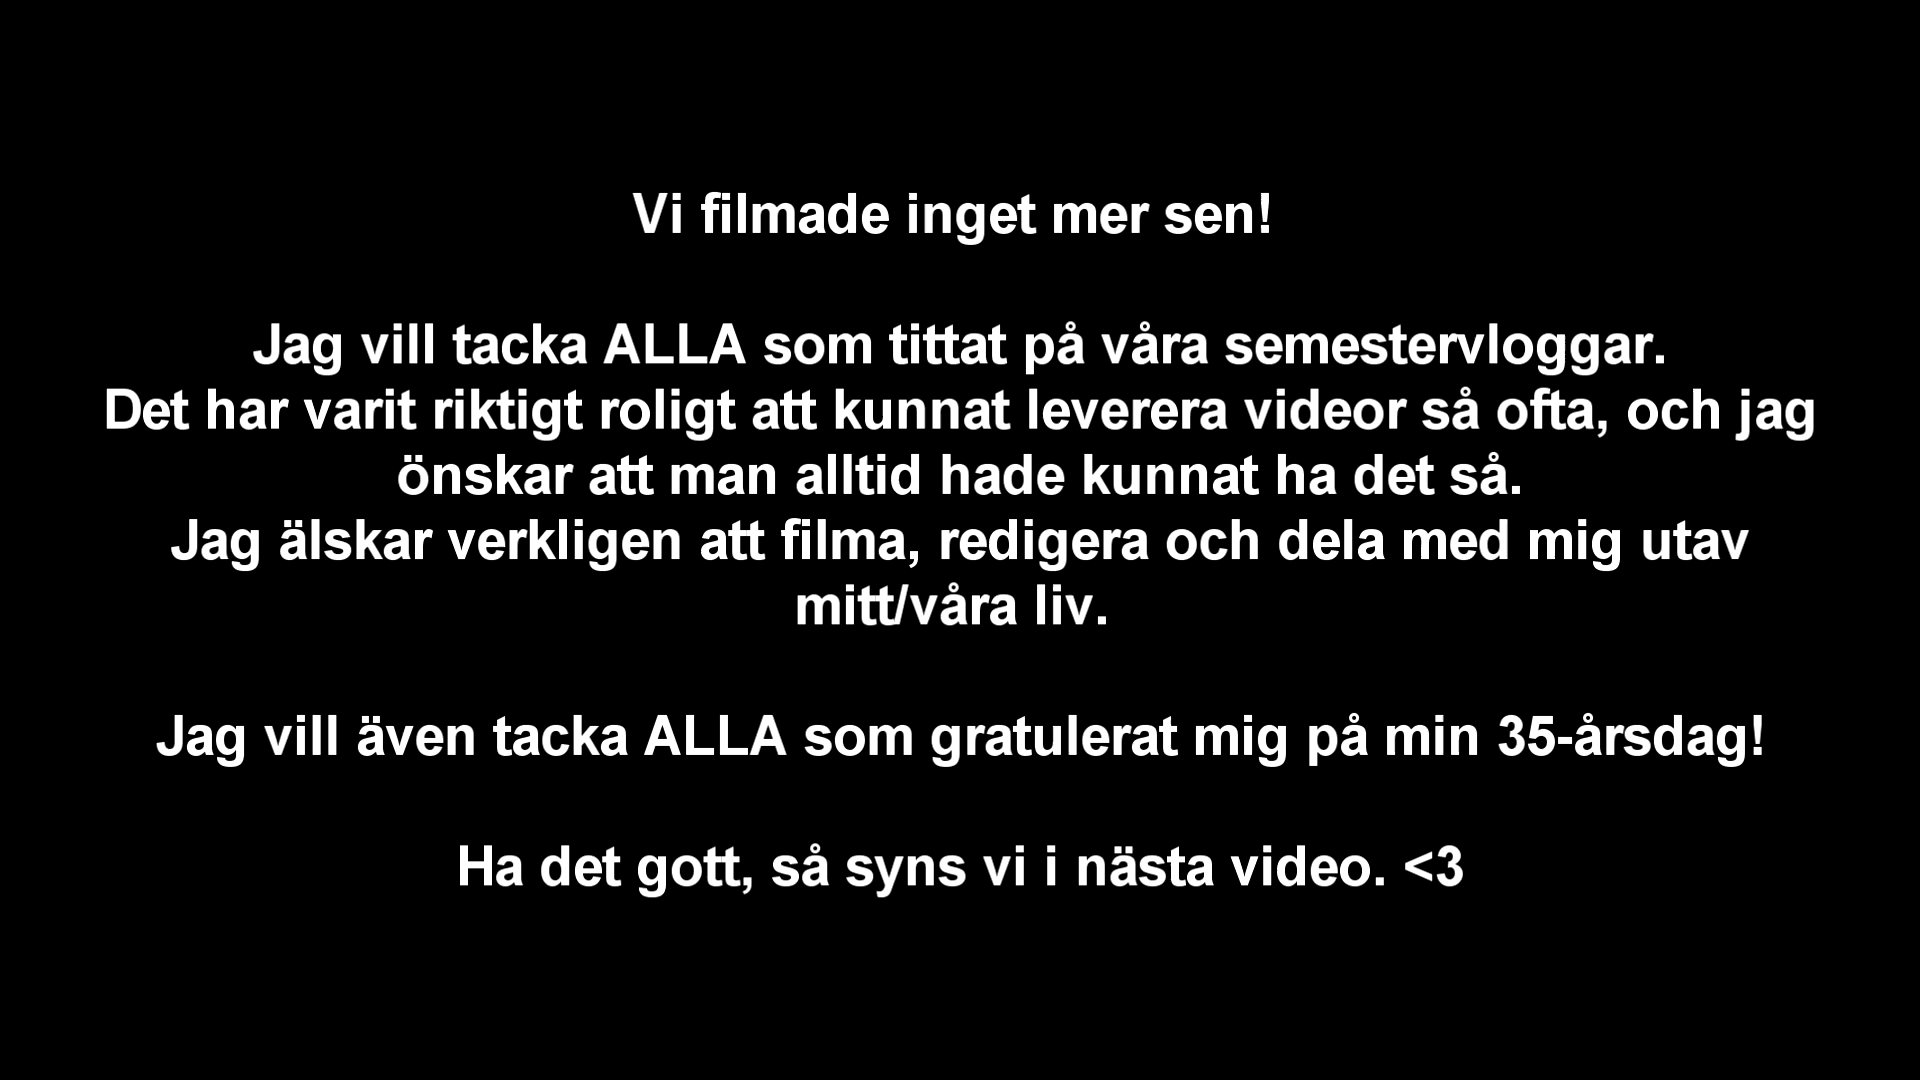 Vi filmade inget mer sen!
Jag vill tacka ALLA som tittat på våra semestervloggar.
Det har varit riktigt roligt att kunnat leverera videor så ofta, och jag
önskar att man alltid hade kunnat ha det så.
Jag älskar verkligen att filma, redigera och dela med mig utav
mitt/våra liv.
Jag vill även tacka ALLA som gratulerat mig på min 35-årsdag!
Ha det gott, så syns vi i nästa video. <3